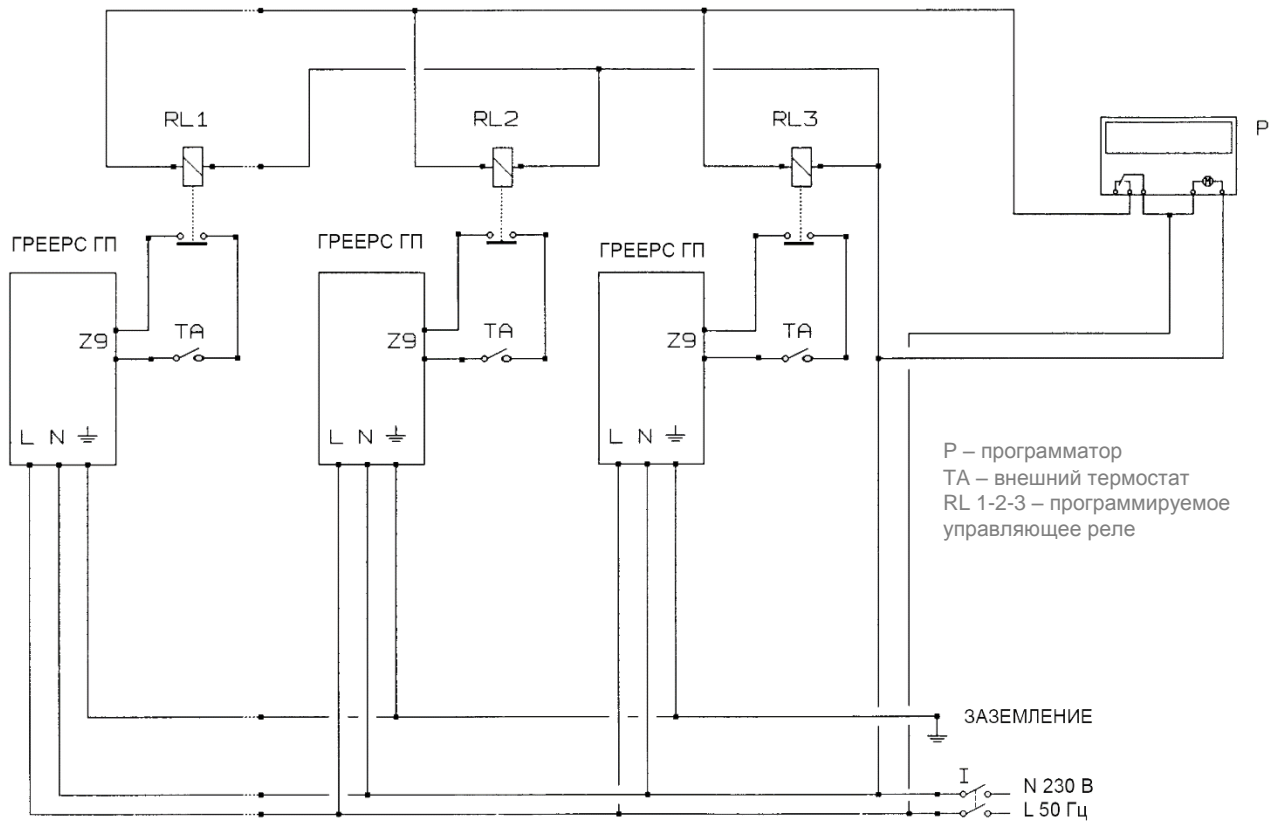 RL1
RL2
RL3
P
M
ГРЕЕРС ГП
ГРЕЕРС ГП
ГРЕЕРС ГП
Z9
TA
Z9
TA
Z9
TA
L N
L N
L N
P – программатор
TA – внешний термостат
RL 1-2-3 – программируемое
управляющее реле
ЗАЗЕМЛЕНИЕ
I
N 230 В
L 50 Гц